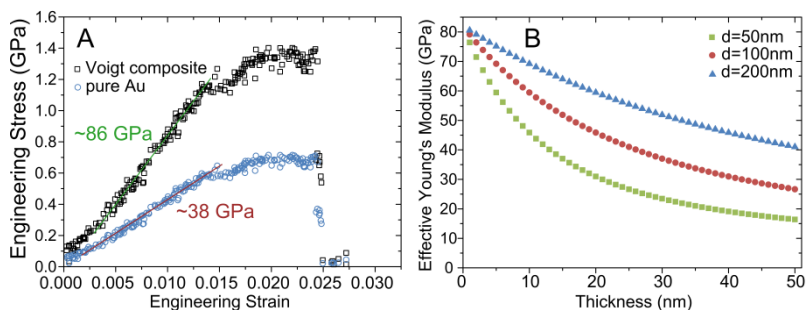 A
Engineering Stress (GPa)
1.6
1.4
1.2
1.0
0.8
0.6
0.4
0.2
0.0
Voigt composite
pure Au
~86 GPa
~38 GPa
0.000 0.005 0.010 0.015 0.020 0.025 0.030
Engineering Strain
B
Effective Young's Modulus (GPa)
80
70
60
50
40
30
20
10
0
d=50nm
d=100nm
d=200nm
0 10 20 30 40 50
Thickness (nm)